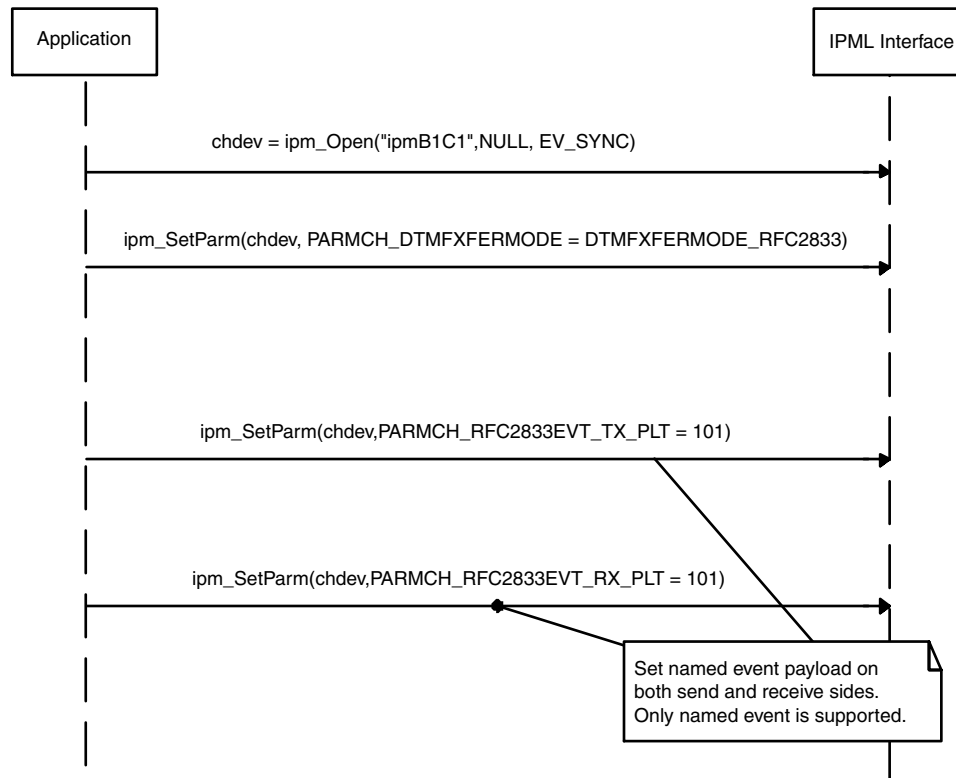 Application
IPML Interface
chdev = ipm_Open("ipmB1C1",NULL, EV_SYNC)
ipm_SetParm(chdev, PARMCH_DTMFXFERMODE = DTMFXFERMODE_RFC2833)
ipm_SetParm(chdev,PARMCH_RFC2833EVT_TX_PLT = 101)
ipm_SetParm(chdev,PARMCH_RFC2833EVT_RX_PLT = 101)
Set named event payload on
both send and receive sides.
Only named event is supported.